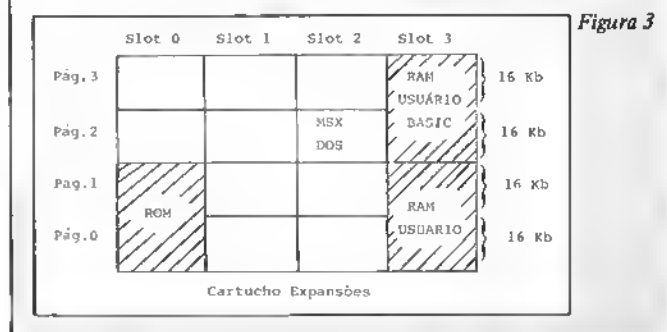 Figura 3
Slot 0 Slot 1 Slot 2 Slot 3
Pág.3
RAM
USUÁRIO
BASIC
16 Kb
Pág.2
MSX
DOS
16 Kb
Pag.1
ROM
RAM
USUARIO
16 Kb
Pág.0
16 Kb
Cartucho Expansões